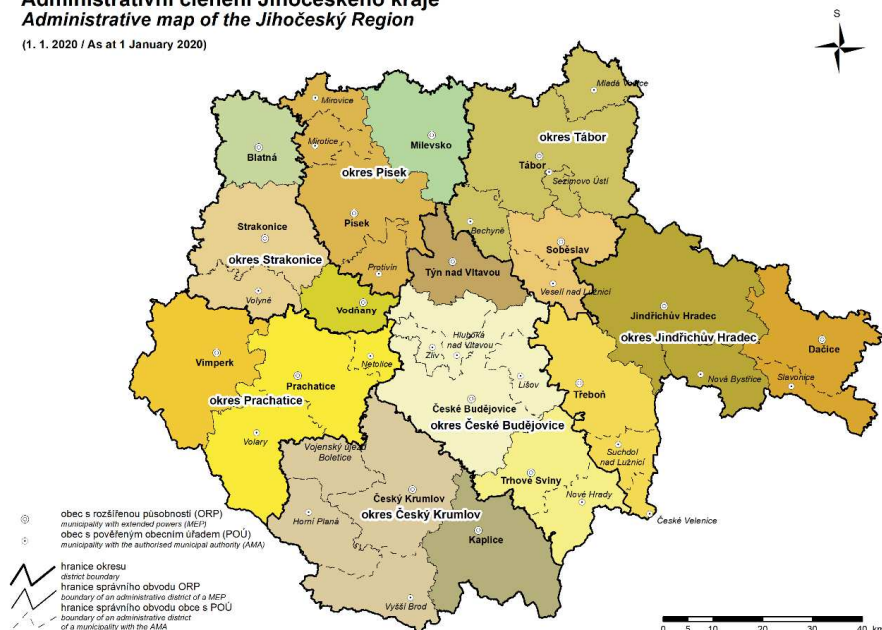 Administrativní členění Jihočeského kraje
Administrative map of the Jihočeský Region
(1. 1. 2020 / As at 1 January 2020)
S
Mladá Vožice
Mirovice
Milevsko
okres Tábor
Mirotice
Blatná
Tábor
okres Písek
Sezimovo Ústí
Písek
Strakonice
Bechyně
Soběslav
okres Strakonice
Protivín
Týn nad Vltavou
Volyně
Veselí nad Lužnicí
Vodňany
Jindřichův Hradec
okres Jindřichův Hradec
Dačice
Hluboká
nad Vltavou
Zliv
Vimperk
Netolice
Prachatice
Lišov
Nová Bystřice
Slavonice
Třeboň
okres Prachatice
České Budějovice
okres České Budějovice
Volary
Vojenský újezd
Boletice
Suchdol
nad Lužnicí
Trhové Sviny
Český Krumlov
Nové Hrady
Horní Planá
okres Český Krumlov
České Velenice
Kaplice
Vyšší Brod
obec s rozšířenou působností (ORP)
municipality with extended powers (MEP)
obec s pověřeným obecním úřadem (POÚ)
municipality with the authorised municipal authority (AMA)
hranice okresu
district boundary
hranice správního obvodu ORP
boundary of an administrative district of a MEP
hranice správního obvodu obce s POÚ
boundary of an administrative district
of a municipality with the AMA
0 5 10 20 30 40 km